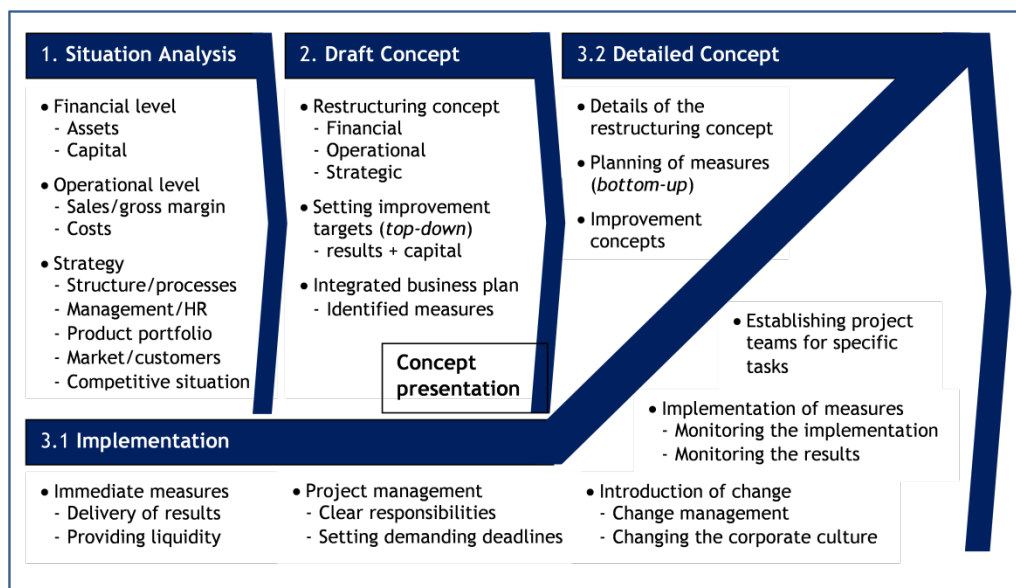 1. Situation Analysis
• Financial level
- Assets
- Capital
• Operational level
- Sales/gross margin
- Costs
• Strategy
- Structure/processes
- Management/HR
- Product portfolio
- Market/customers
- Competitive situation
2. Draft Concept
• Restructuring concept
- Financial
- Operational
- Strategic
• Setting improvement
targets (top-down)
- results + capital
• Integrated business plan
- Identified measures
Concept
presentation
3.2 Detailed Concept
• Details of the
restructuring concept
• Planning of measures
(bottom-up)
• Improvement
concepts
3.1 Implementation
• Immediate measures
- Delivery of results
- Providing liquidity
• Project management
- Clear responsibilities
- Setting demanding deadlines
• Establishing project
teams for specific
tasks
• Implementation of measures
- Monitoring the implementation
- Monitoring the results
• Introduction of change
- Change management
- Changing the corporate culture